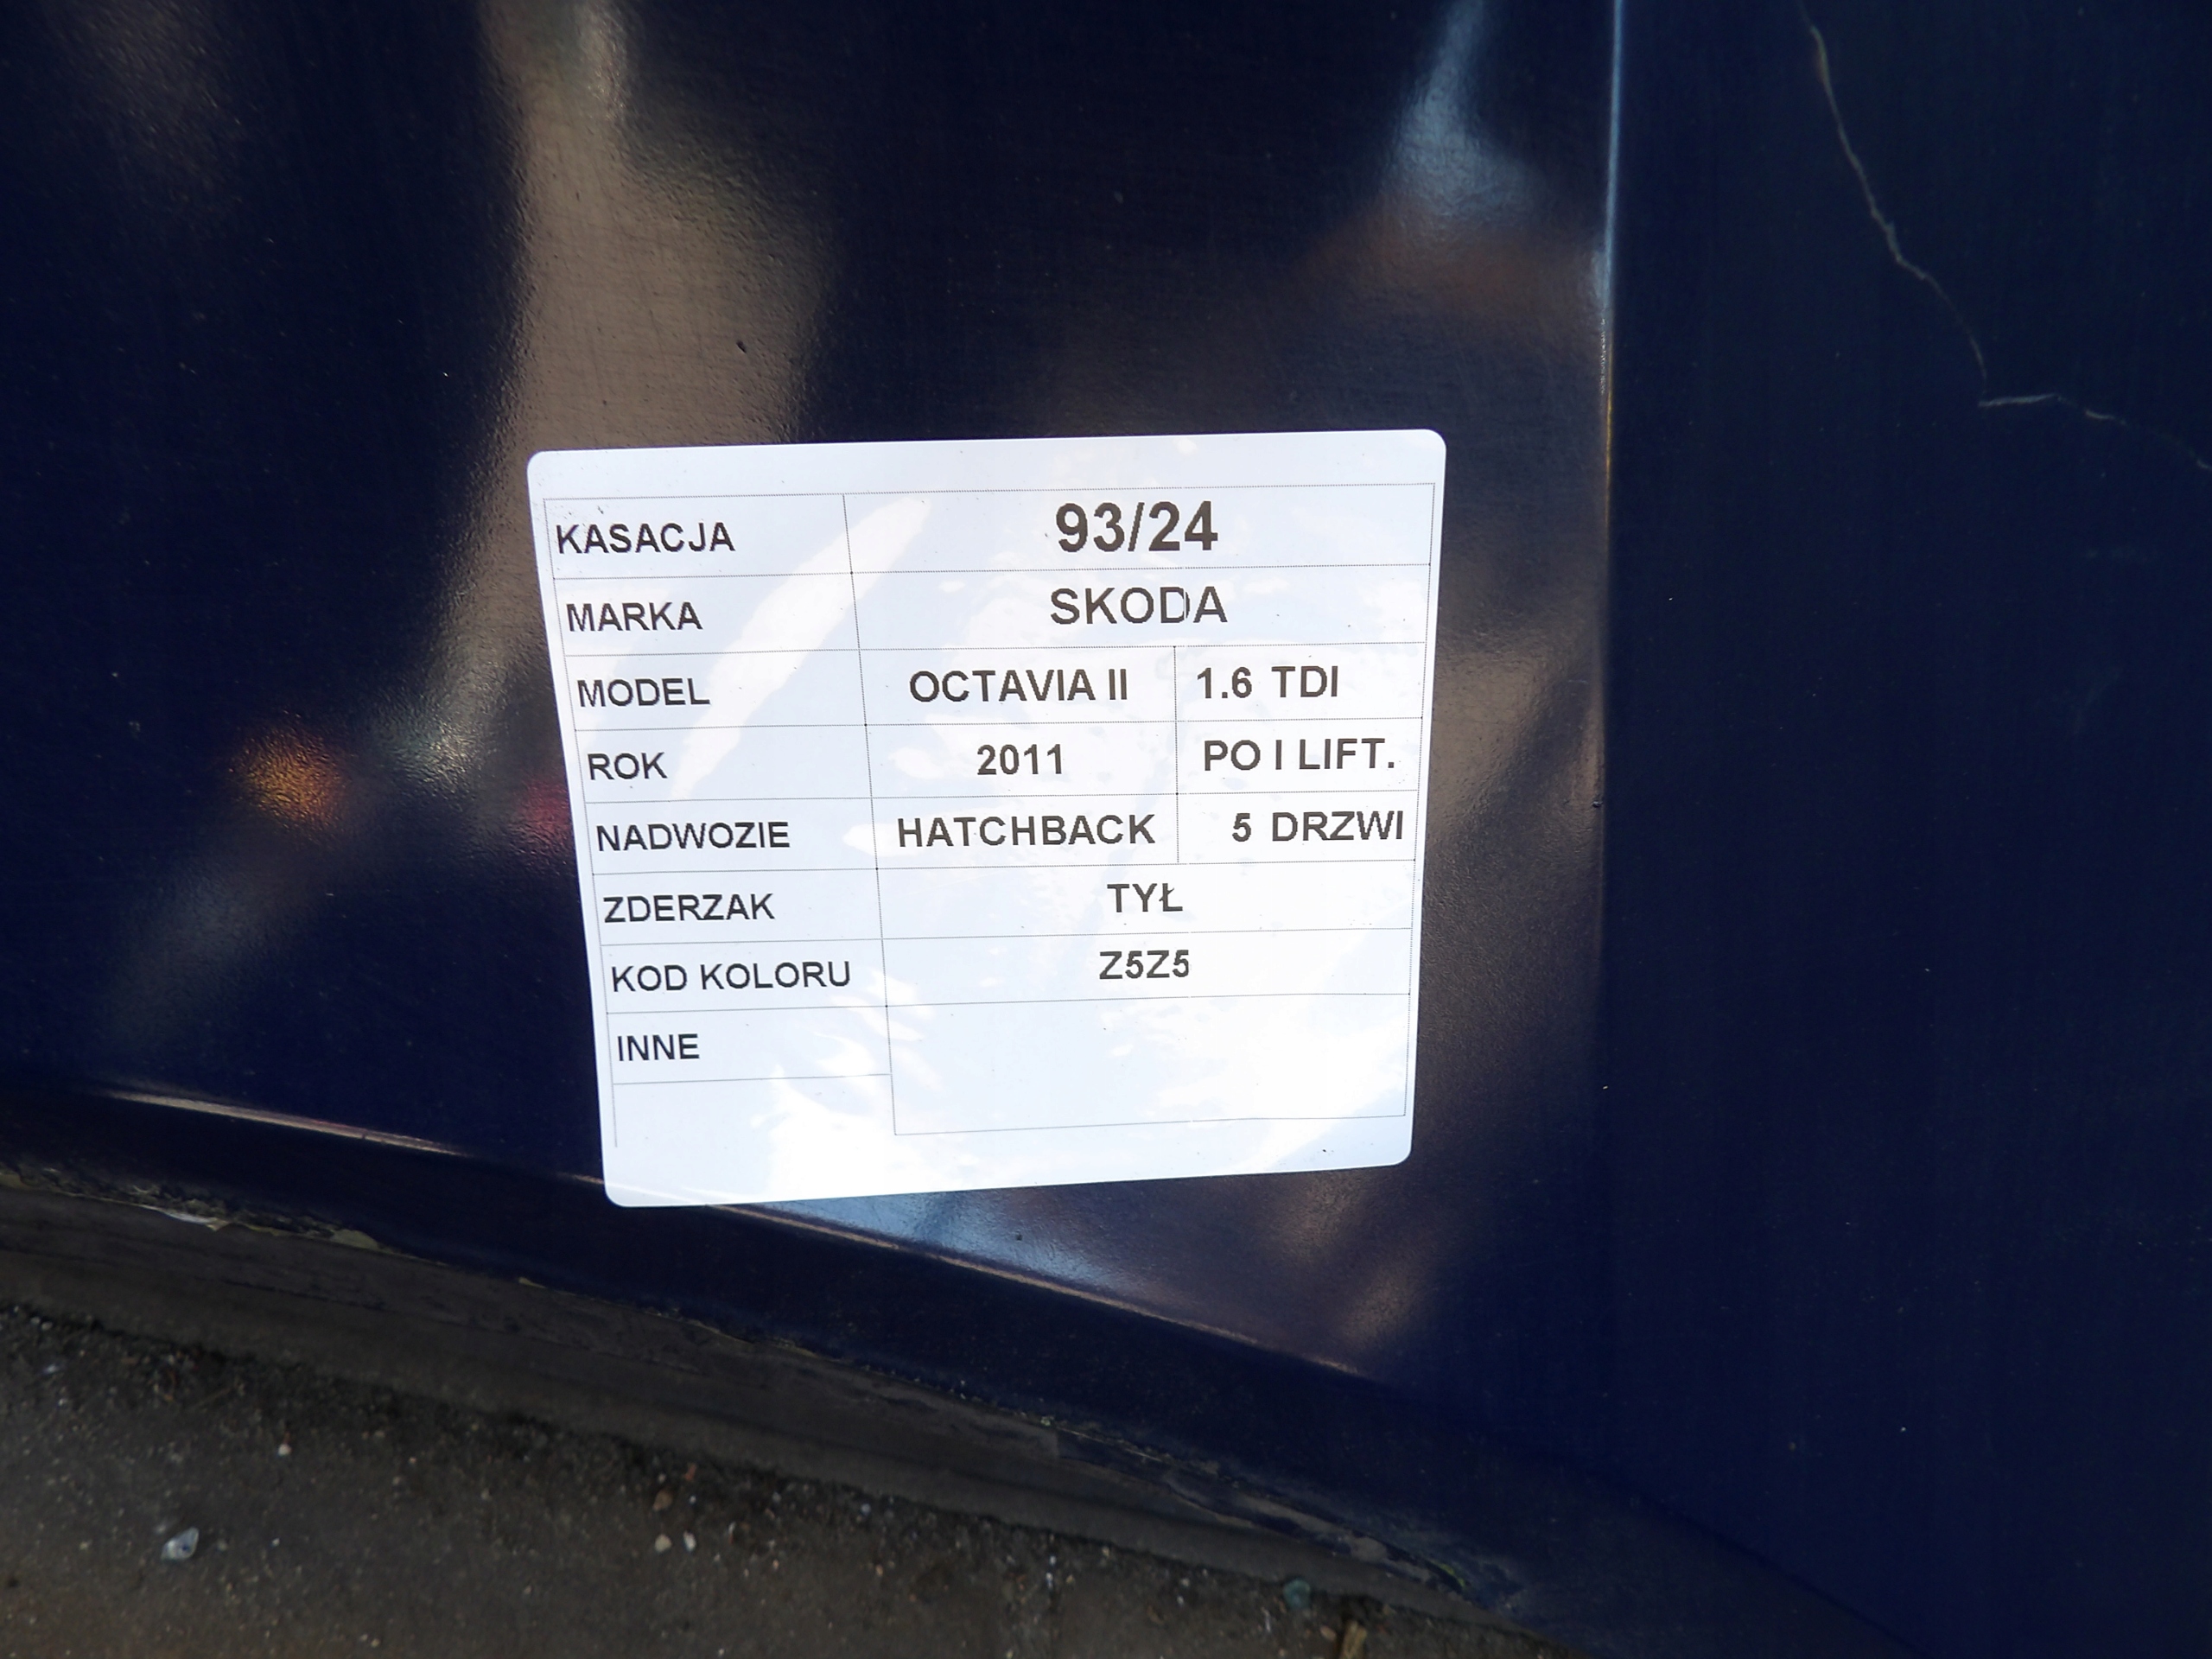 KASACJA 93/24
MARKA SKODA
MODEL OCTAVIA II 1.6 TDI
ROK 2011 PO I LIFT.
NADWOZIE HATCHBACK 5 DRZWI
ZDERZAK TYŁ
KOD KOLORU Z5Z5
INNE